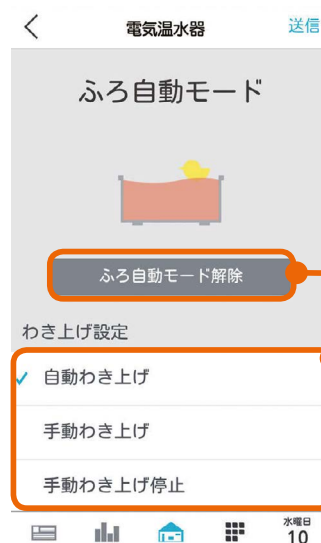 電気温水器
送信
ふろ自動モード
ふろ自動モード解除
わき上げ設定
自動わき上げ
手動わき上げ
手動わき上げ停止
水曜日
10